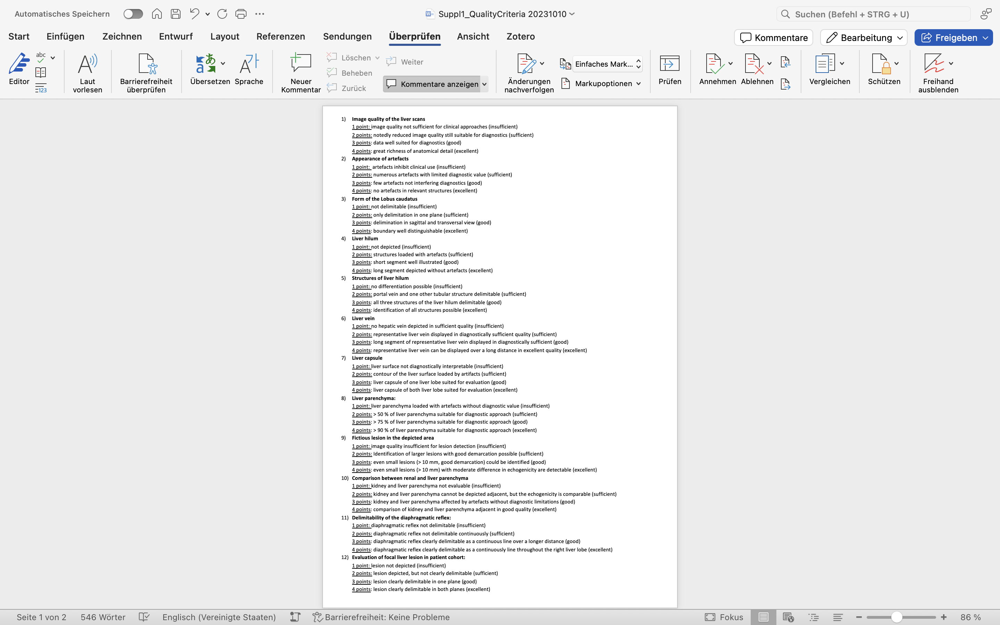 Automatisches Speichern
Suppl1_QualityCriteria 20231010
Suchen (Befehl + STRG + U)
Start Einfügen Zeichnen Entwurf Layout Referenzen Sendungen Überprüfen Ansicht Zotero
Kommentare Bearbeitung Freigeben
Editor
abc
123
Laut vorlesen
Barrierefreiheit überprüfen
Übersetzen
Sprache
Neuer Kommentar
Löschen
Beheben
Zurück
Weiter
Kommentare anzeigen
Änderungen nachverfolgen
Einfaches Mark...
Markupoptionen
Prüfen
Annehmen
Ablehnen
Vergleichen
Schützen
Freihand ausblenden
1) Image quality of the liver scans
1 point: image quality not sufficient for clinical approaches (insufficient)
2 points: notedly reduced image quality still suitable for diagnostics (sufficient)
3 points: data well suited for diagnostics (good)
4 points: great richness of anatomical detail (excellent)
2) Appearance of artefacts
1 point: artefacts inhibit clinical use (insufficient)
2 points: numerous artefacts with limited diagnostic value (sufficient)
3 points: few artefacts not interfering diagnostics (good)
4 points: no artefacts in relevant structures (excellent)
3) Form of the Lobus caudatus
1 point: not delimitable (insufficient)
2 points: only delimitation in one plane (sufficient)
3 points: delimination in sagittal and transversal view (good)
4 points: boundary well distinguishable (excellent)
4) Liver hilum
1 point: not depicted (insufficient)
2 points: structures loaded with artefacts (sufficient)
3 points: short segment well illustrated (good)
4 points: long segment depicted without artefacts (excellent)
5) Structures of liver hilum
1 point: no differentiation possible (insufficient)
2 points: portal vein and one other tubular structure delimitable (sufficient)
3 points: all three structures of the liver hilum delimitable (good)
4 points: identification of all structures possible (excellent)
6) Liver vein
1 point: no hepatic vein depicted in sufficient quality (insufficient)
2 points: representative liver vein displayed in diagnostically sufficient quality (sufficient)
3 points: long segment of representative liver vein displayed in diagnostically sufficient (good)
4 points: representative liver vein can be displayed over a long distance in excellent quality (excellent)
7) Liver capsule
1 point: liver surface not diagnostically interpretable (insufficient)
2 points: contour of the liver surface loaded by artifacts (sufficient)
3 points: liver capsule of one liver lobe suited for evaluation (good)
4 points: liver capsule of both liver lobe suited for evaluation (excellent)
8) Liver parenchyma:
1 point: liver parenchyma loaded with artefacts without diagnostic value (insufficient)
2 points: > 50 % of liver parenchyma suitable for diagnostic approach (sufficient)
3 points: > 75 % of liver parenchyma suitable for diagnostic approach (good)
4 points: > 90 % of liver parenchyma suitable for diagnostic approach (excellent)
9) Fictious lesion in the depicted area
1 point: image quality insufficient for lesion detection (insufficient)
2 points: Identification of larger lesions with good demarcation possible (sufficient)
3 points: even small lesions (> 10 mm, good demarcation) could be identified (good)
4 points: even small lesions (> 10 mm) with moderate difference in echogenicity are detectable (excellent)
10) Comparison between renal and liver parenchyma
1 point: kidney and liver parenchyma not evaluable (insufficient)
2 points: kidney and liver parenchyma cannot be depicted adjacent, but the echogenicity is comparable (sufficient)
3 points: kidney and liver parenchyma affected by artefacts without diagnostic limitations (good)
4 points: comparison of kidney and liver parenchyma adjacent in good quality (excellent)
11) Delimitability of the diaphragmatic reflex:
1 point: diaphragmatic reflex not delimitable (insufficient)
2 points: diaphragmatic reflex not delimitable continuously (sufficient)
3 points: diaphragmatic reflex clearly delimitable as a continuous line over a longer distance (good)
4 points: diaphragmatic reflex clearly delimitable as a continuously line throughout the right liver lobe (excellent)
12) Evaluation of focal liver lesion in patient cohort:
1 point: lesion not depicted (insufficient)
2 points: lesion depicted, but not clearly delimitable (sufficient)
3 points: lesion clearly delimitable in one plane (good)
4 points: lesion clearly delimitable in both planes (excellent)
Seite 1 von 2 546 Wörter Englisch (Vereinigte Staaten) Barrierefreiheit: Keine Probleme Fokus 86 %